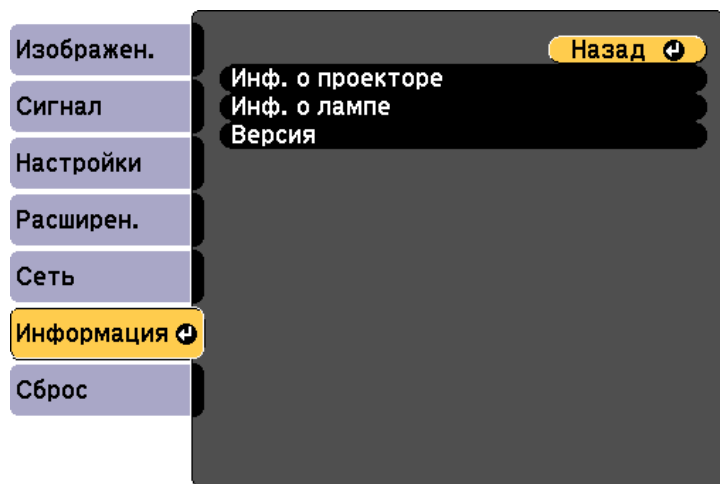 Изображен.
Сигнал
Настройки
Расширен.
Сеть
Информация
Сброс
Назад
Инф. о проекторе
Инф. о лампе
Версия